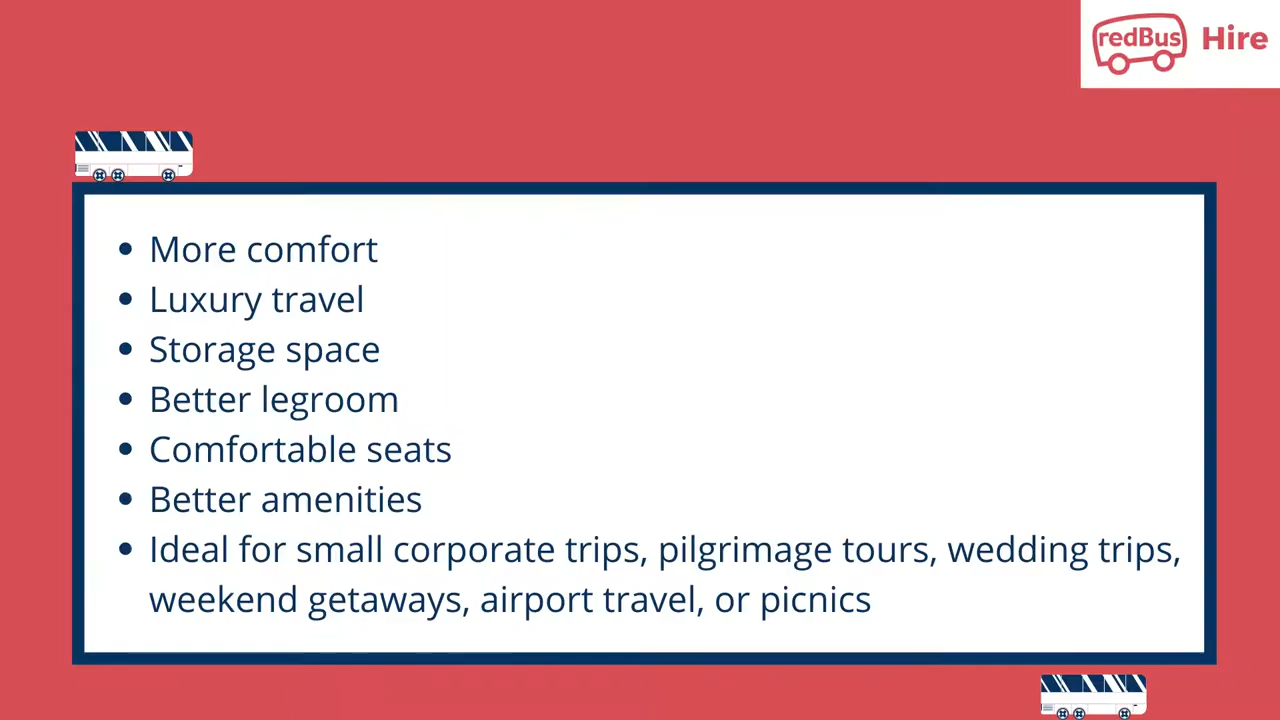 redBus Hire
More comfort
Luxury travel
Storage space
Better legroom
Comfortable seats
Better amenities
Ideal for small corporate trips, pilgrimage tours, wedding trips,
weekend getaways, airport travel, or picnics